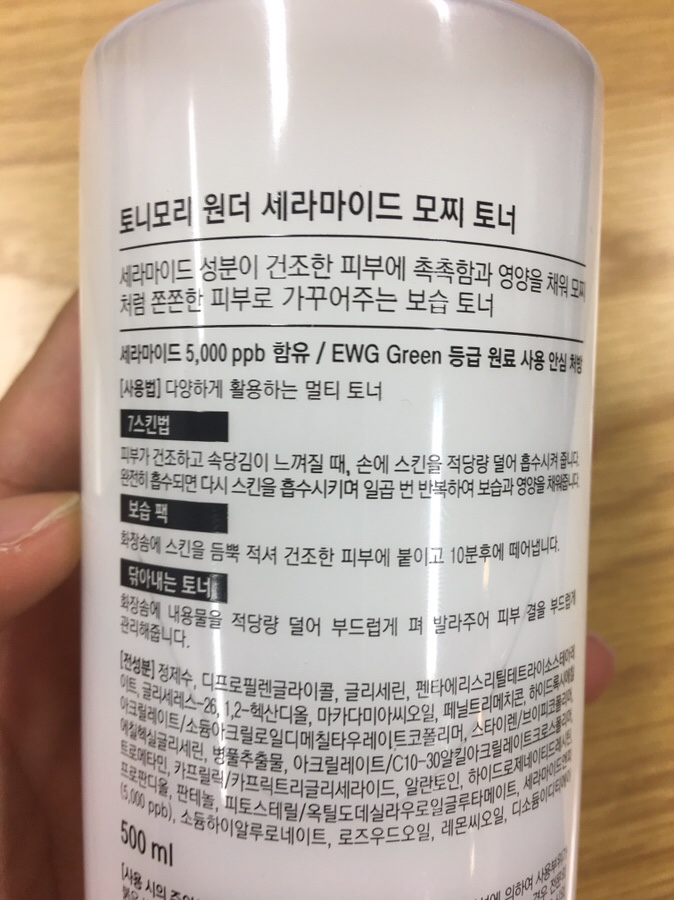 토니모리 원더 세라마이드 모찌 토너
세라마이드 성분이 건조한 피부에 촉촉함과 영양을 채워 모찌
처럼 쫀쫀한 피부로 가꾸어주는 보습 토너
세라마이드 5,000 ppb 함유 / EWG Green 등급 원료 사용 안심 처방
[사용법] 다양하게 활용하는 멀티 토너
7스킨법
피부가 건조하고 속당김이 느껴질 때, 손에 스킨을 적당량 덜어 흡수시켜 줍니다.
완전히 흡수되면 다시 스킨을 흡수시키며 일곱 번 반복하여 보습과 영양을 채워줍니다.
보습 팩
화장솜에 스킨을 듬뿍 적셔 건조한 피부에 붙이고 10분후에 떼어냅니다.
닦아내는 토너
화장솜에 내용물을 적당량 덜어 부드럽게 펴 발라주어 피부 결을 부드럽게
관리해줍니다.
[전성분] 정제수, 디프로필렌글라이콜, 글리세린, 펜타에리스리틸테트라이소스테아레
이트, 글리세레스-26, 1,2-헥산디올, 마카다미아씨오일, 페닐트리메치콘, 하이드록시에틸
아크릴레이트/소듐아크릴로일디메칠타우레이트코폴리머, 스타이렌/브이피코폴리머,
에칠헥실글리세린, 병풀추출물, 아크릴레이트/C10-30알킬아크릴레이트크로스폴리머,
트로메타민, 카프릴릭/카프릭트리글리세라이드, 알란토인, 하이드로제네이티드레시틴,
프로판디올, 판테놀, 피토스테릴/옥틸도데실라우로일글루타메이트, 세라마이드엔피
(5,000 ppb), 소듐하이알루로네이트, 로즈우드오일, 레몬씨오일, 디소듐이디티에이
500 ml
[사용 시의 주의
의하여 사용부위가